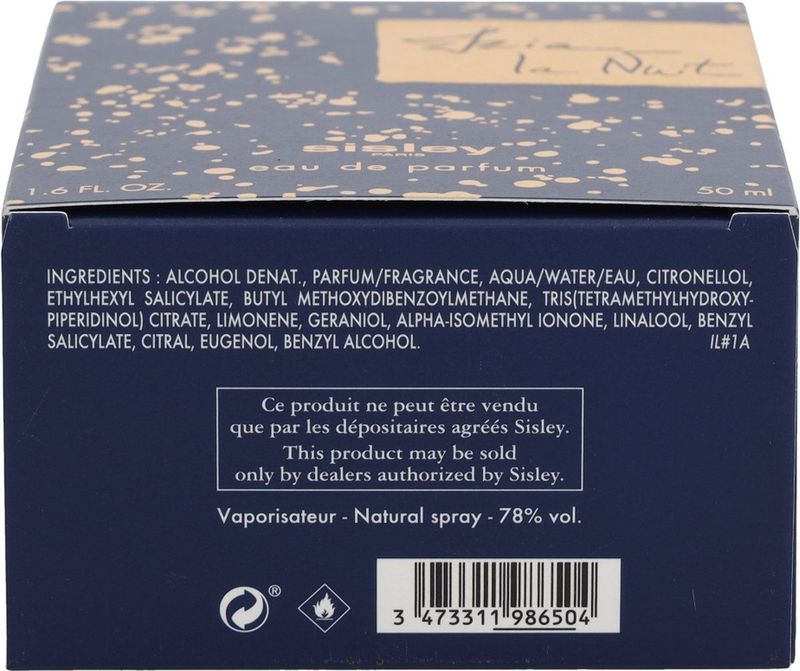 la Nuit
sisley
PARIS
eau de parfum
1.6 FL. OZ.
50 ml
INGREDIENTS : ALCOHOL DENAT., PARFUM/FRAGRANCE, AQUA/WATER/EAU, CITRONELLOL,
ETHYLHEXYL SALICYLATE, BUTYL METHOXYDIBENZOYLMETHANE, TRIS(TETRAMETHYLHYDROXY-
PIPERIDINOL) CITRATE, LIMONENE, GERANIOL, ALPHA-ISOMETHYL IONONE, LINALOOL, BENZYL
SALICYLATE, CITRAL, EUGENOL, BENZYL ALCOHOL. IL#1A
Ce produit ne peut être vendu
que par les dépositaires agréés Sisley.
This product may be sold
only by dealers authorized by Sisley.
Vaporisateur - Natural spray - 78% vol.
®
3 473311 986504